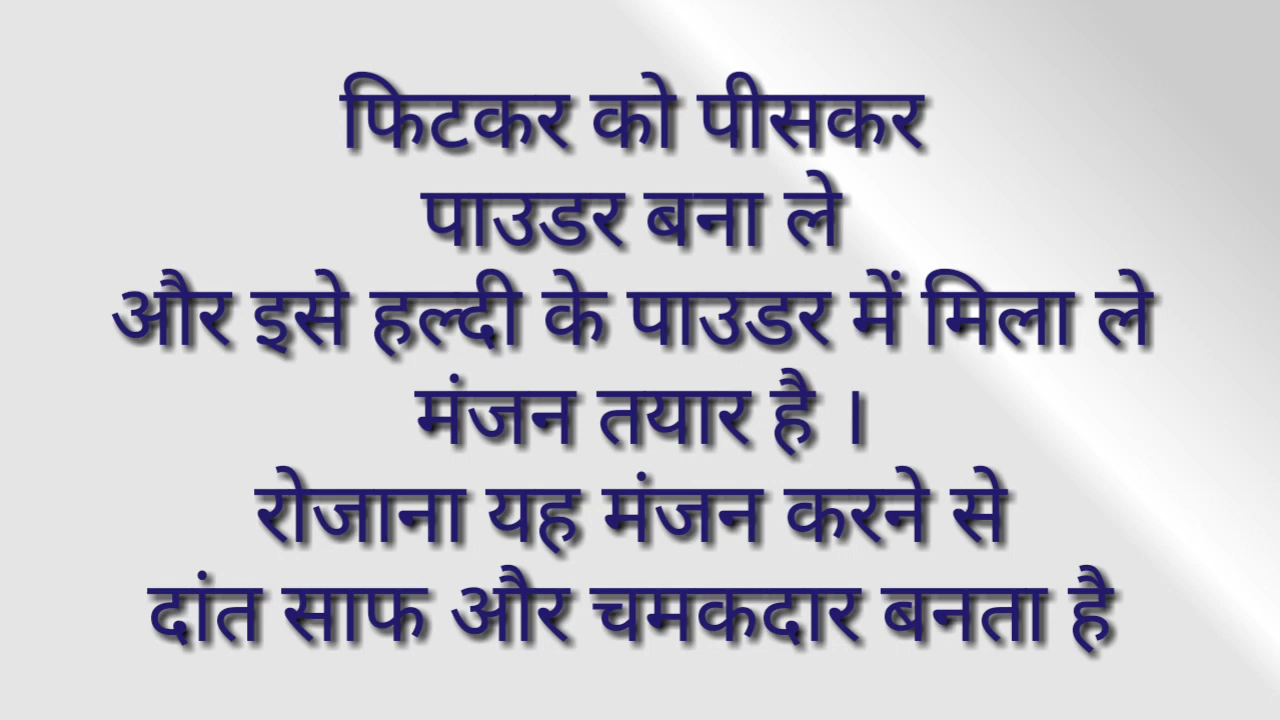 फिटकर को पीसकर
पाउडर बना ले
और इसे हल्दी के पाउडर में मिला ले
मंजन तयार है ।
रोजाना यह मंजन करने से
दांत साफ और चमकदार बनता है